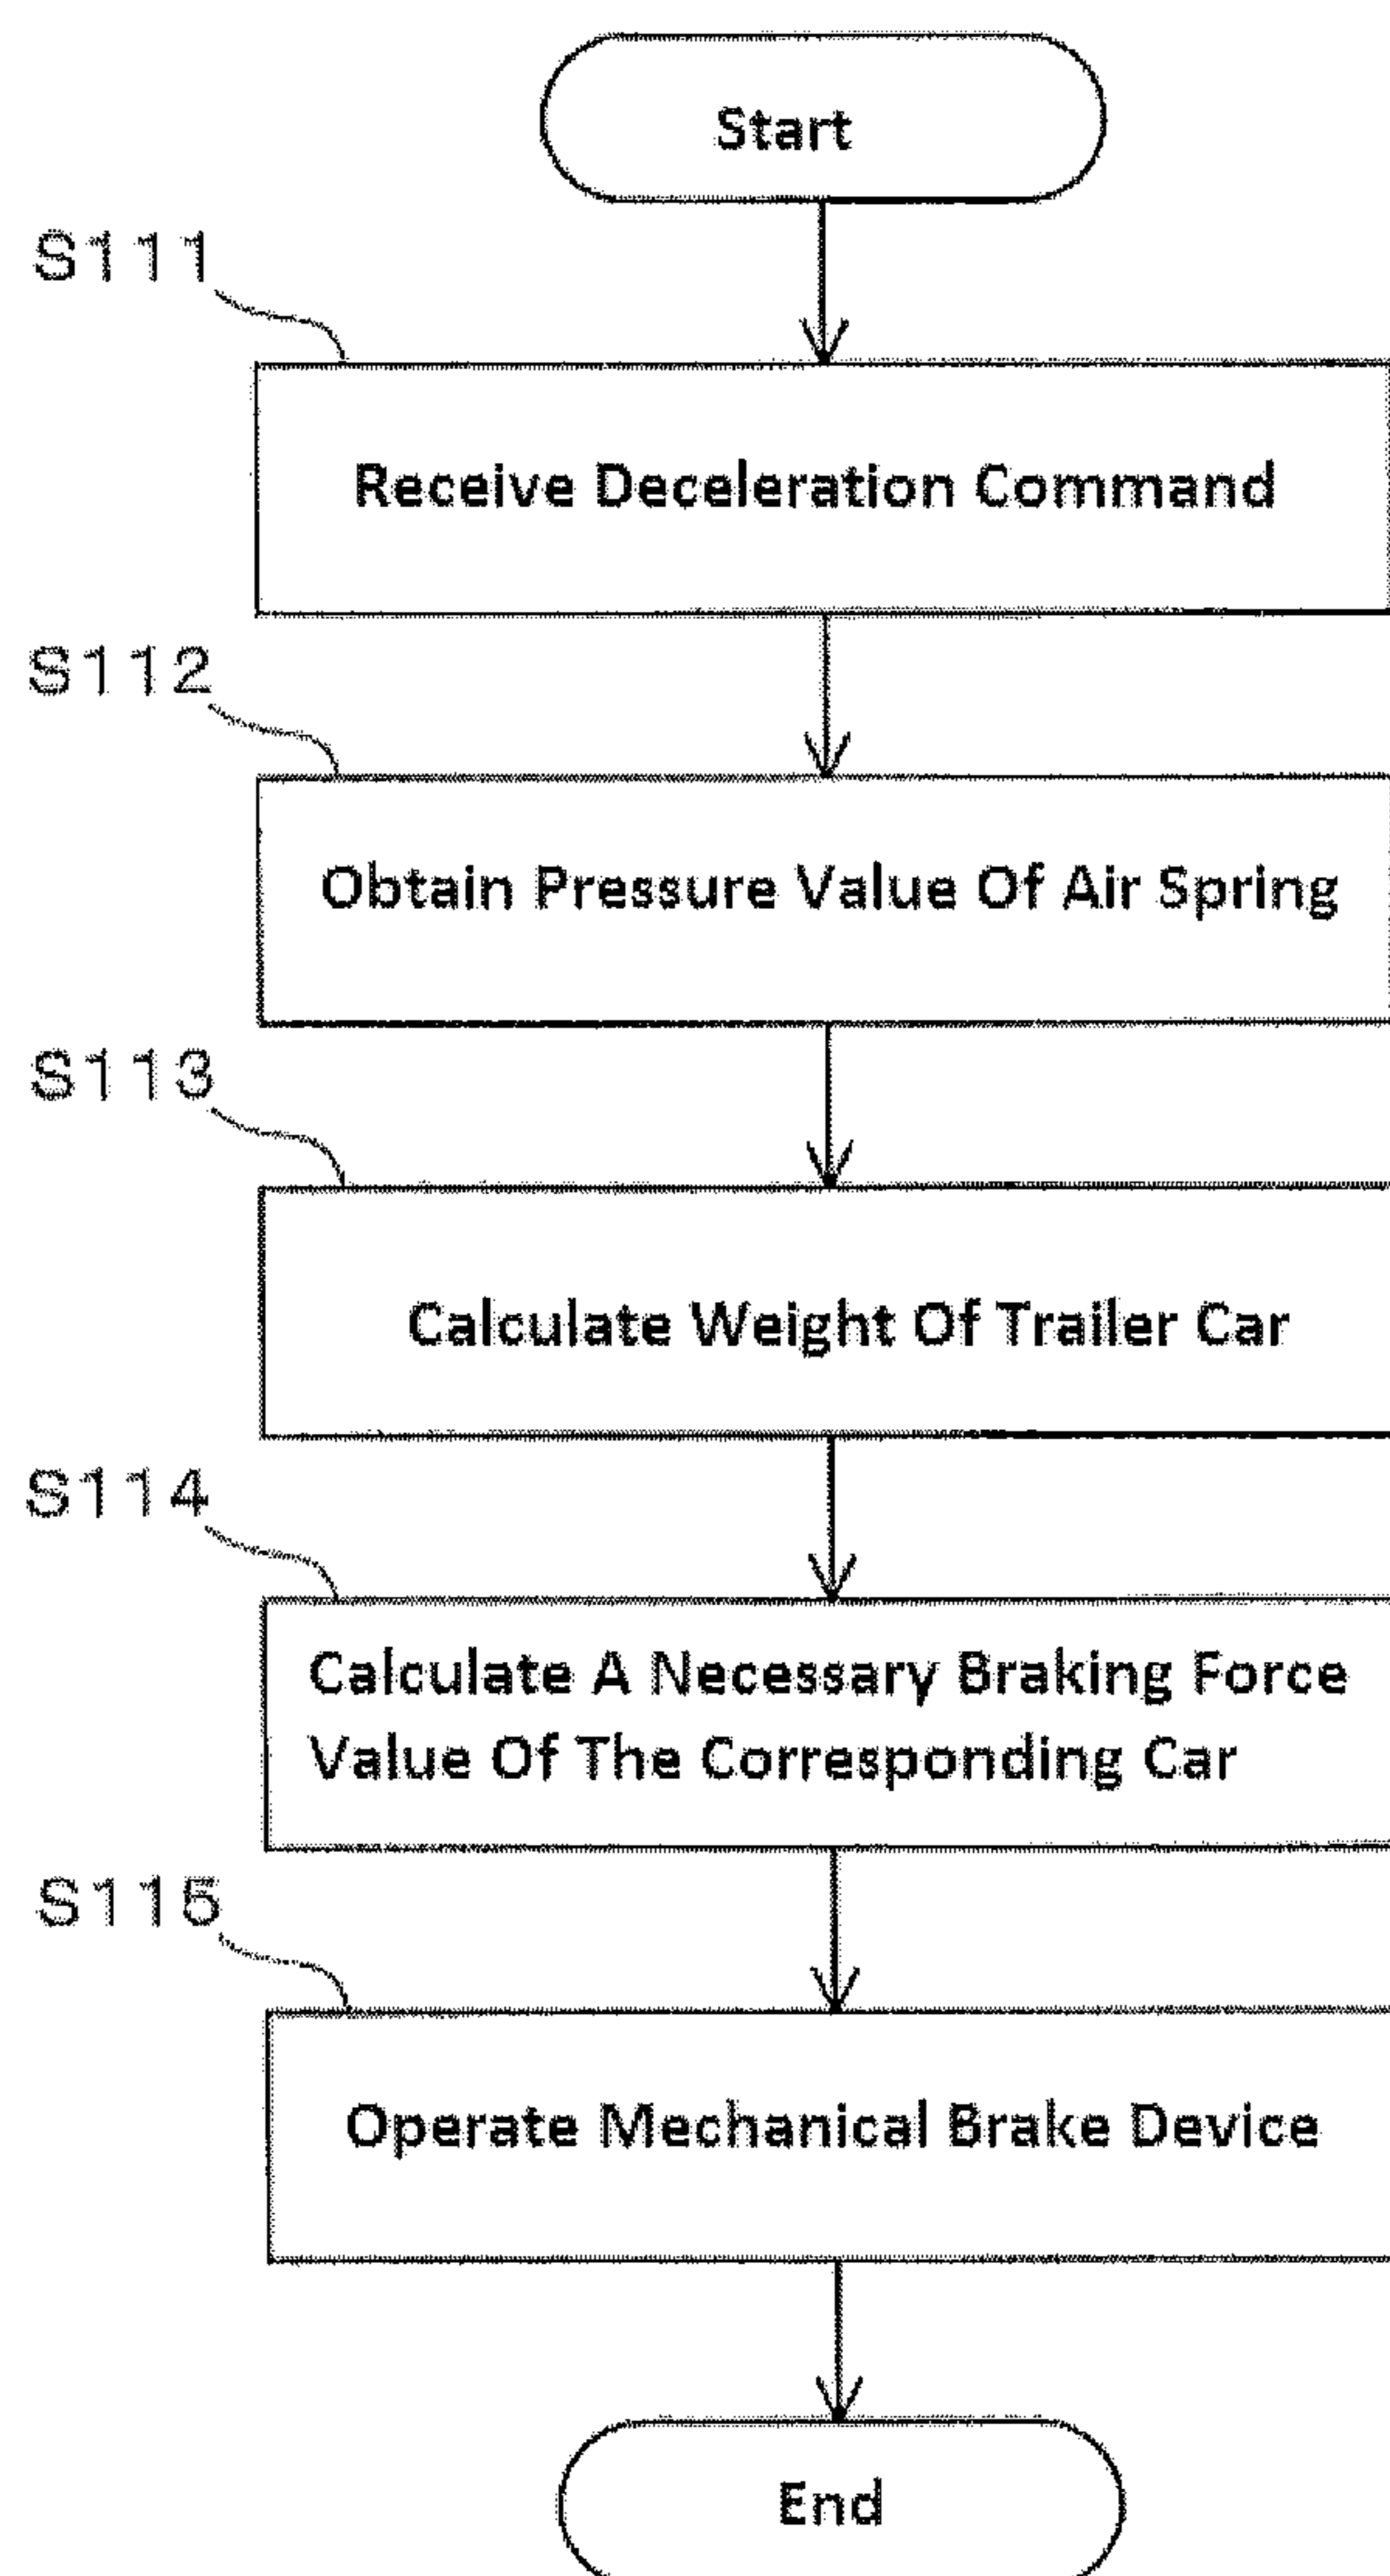 Start
S111
Receive Deceleration Command
S112
Obtain Pressure Value Of Air Spring
S113
Calculate Weight Of Trailer Car
S114
Calculate A Necessary Braking Force
Value Of The Corresponding Car
S115
Operate Mechanical Brake Device
End